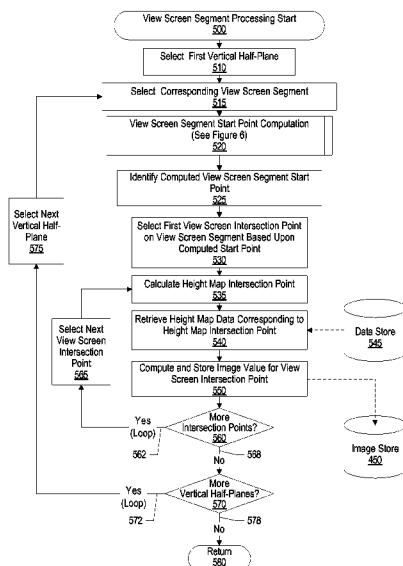 View Screen Segment Processing Start
500
Select First Vertical Half-Plane
510
Select Corresponding View Screen Segment
515
View Screen Segment Start Point Computation
(See Figure 6)
520
Identify Computed View Screen Segment Start
Point
525
Select First View Screen Intersection Point
on View Screen Segment Based Upon
Computed Start Point
530
Calculate Height Map Intersection Point
535
Retrieve Height Map Data Corresponding to
Height Map Intersection Point
540
Data Store
545
Compute and Store Image Value for View
Screen Intersection Point
550
Select Next
Vertical Half-
Plane
575
Select Next
View Screen
Intersection
Point
565
More
Intersection Points?
560
Yes
{Loop}
562
568
No
Image Store
450
More
Vertical Half-Planes?
570
Yes
{Loop}
572
578
No
Return
580